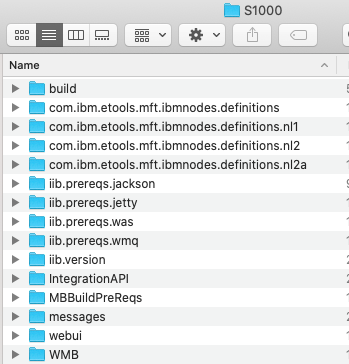 S1000
Name
build
com.ibm.etools.mft.ibmnodes.definitions
com.ibm.etools.mft.ibmnodes.definitions.nl1
com.ibm.etools.mft.ibmnodes.definitions.nl2
com.ibm.etools.mft.ibmnodes.definitions.nl2a
iib.prereqs.jackson
iib.prereqs.jetty
iib.prereqs.was
iib.prereqs.wmq
iib.version
IntegrationAPI
MBBuildPreReqs
messages
webui
WMB